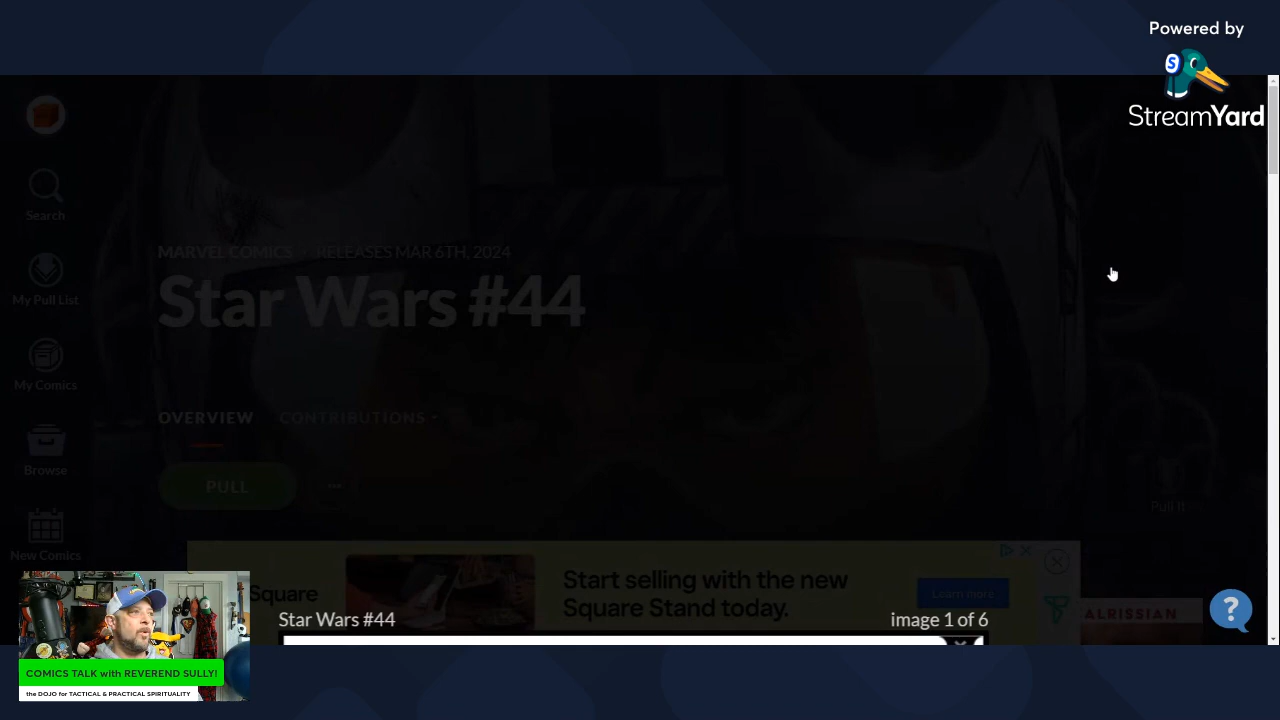 Powered by
S
StreamYard
Search
MARVEL COMICS · RELEASES MAR 6TH, 2024
Star Wars #44
My Pull List
My Comics
OVERVIEW CONTRIBUTIONS
Browse
PULL
Pull It
New Comics
Square
Start selling with the new
Square Stand today.
Learn more
ALRISSIAN
Star Wars #44
image 1 of 6
?
COMICS TALK with REVEREND SULLY!
the DOJO for TACTICAL & PRACTICAL SPIRITUALITY